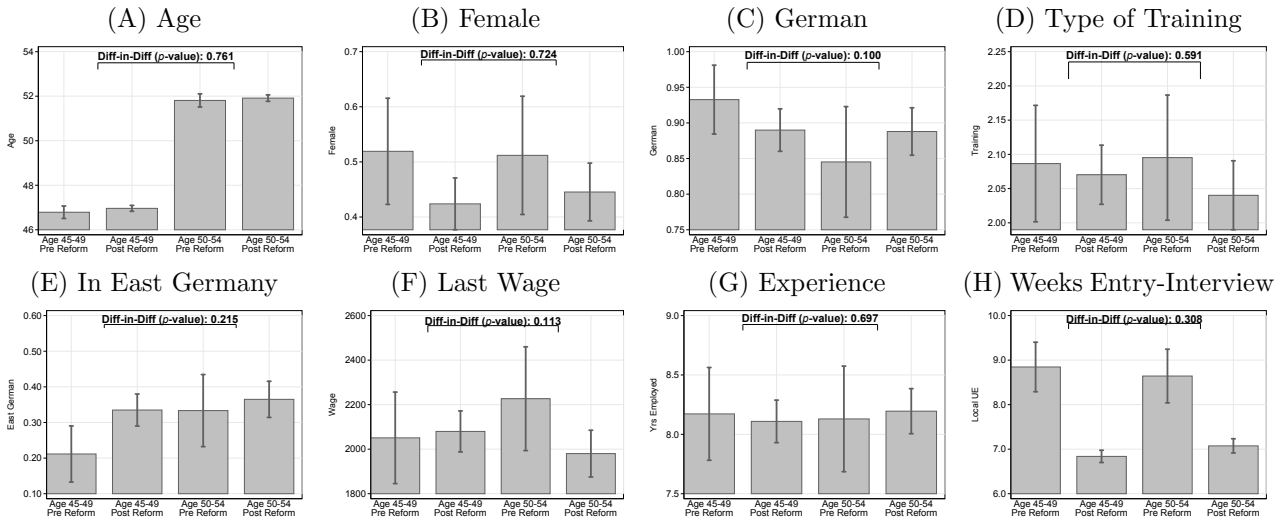 (A) Age
Diff-in-Diff (p-value): 0.761
54
52
50
48
46
Age
Age 45-49 Age 45-49 Age 50-54 Age 50-54
Pre Reform Post Reform Pre Reform Post Reform
(B) Female
Diff-in-Diff (p-value): 0.724
0.7
0.6
0.5
0.4
Female
Age 45-49 Age 45-49 Age 50-54 Age 50-54
Pre Reform Post Reform Pre Reform Post Reform
(C) German
Diff-in-Diff (p-value): 0.100
1.00
0.95
0.90
0.85
0.80
0.75
German
Age 45-49 Age 45-49 Age 50-54 Age 50-54
Pre Reform Post Reform Pre Reform Post Reform
(D) Type of Training
Diff-in-Diff (p-value): 0.591
2.25
2.20
2.15
2.10
2.05
2.00
Training
Age 45-49 Age 45-49 Age 50-54 Age 50-54
Pre Reform Post Reform Pre Reform Post Reform
(E) In East Germany
Diff-in-Diff (p-value): 0.215
0.60
0.50
0.40
0.30
0.20
0.10
East German
Age 45-49 Age 45-49 Age 50-54 Age 50-54
Pre Reform Post Reform Pre Reform Post Reform
(F) Last Wage
Diff-in-Diff (p-value): 0.113
2600
2400
2200
2000
1800
Wage
Age 45-49 Age 45-49 Age 50-54 Age 50-54
Pre Reform Post Reform Pre Reform Post Reform
(G) Experience
Diff-in-Diff (p-value): 0.697
9.0
8.5
8.0
7.5
Yrs Employed
Age 45-49 Age 45-49 Age 50-54 Age 50-54
Pre Reform Post Reform Pre Reform Post Reform
(H) Weeks Entry-Interview
Diff-in-Diff (p-value): 0.308
10.0
9.0
8.0
7.0
6.0
Local UE
Age 45-49 Age 45-49 Age 50-54 Age 50-54
Pre Reform Post Reform Pre Reform Post Reform